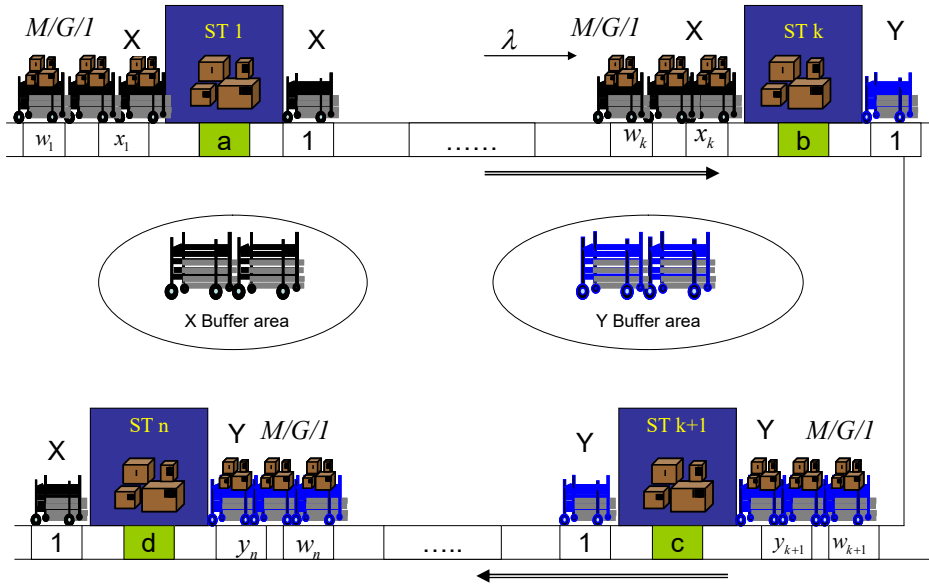 M/G/1 X ST 1 X λ M/G/1 X ST k Y
w₁ x₁ a 1 ...... wₖ xₖ b 1
X Buffer area Y Buffer area
X ST n Y M/G/1 Y ST k+1 Y M/G/1
1 d yₙ wₙ ..... 1 c yₖ₊₁ wₖ₊₁